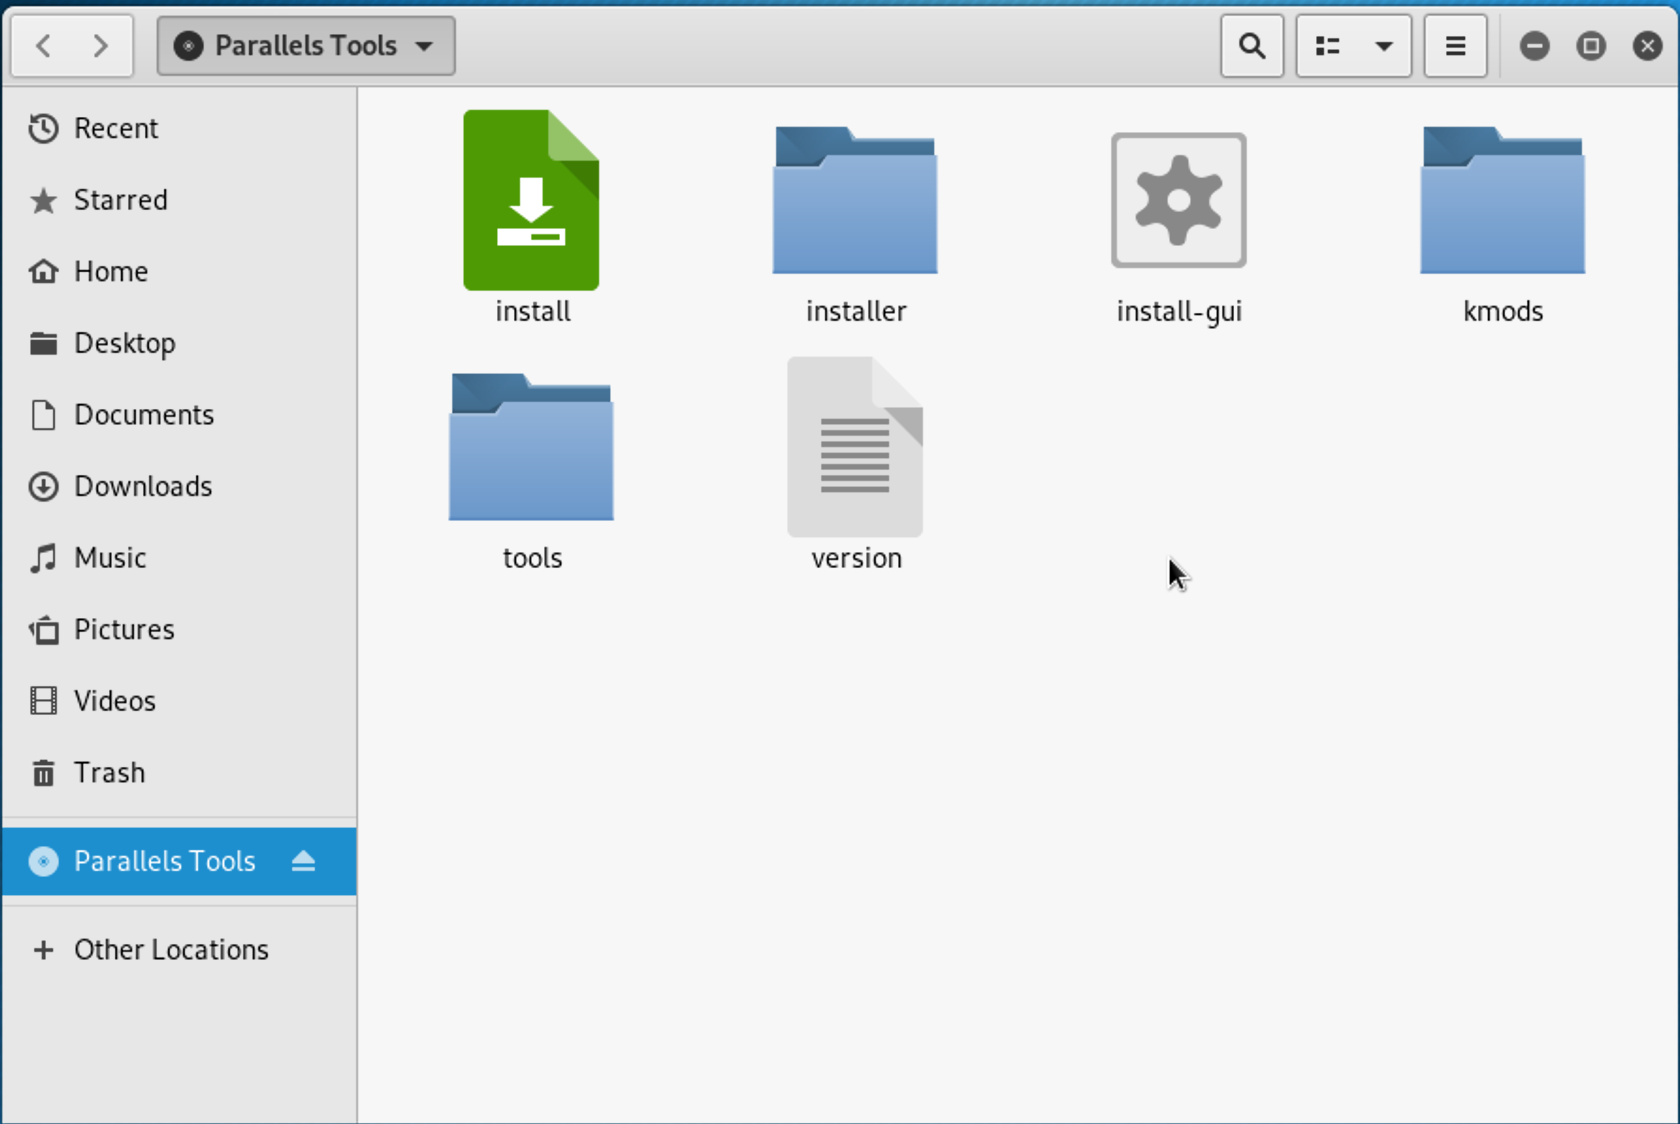 Parallels Tools
Recent
Starred
Home
Desktop
Documents
Downloads
Music
Pictures
Videos
Trash
Parallels Tools
Other Locations
install
installer
install-gui
kmods
tools
version